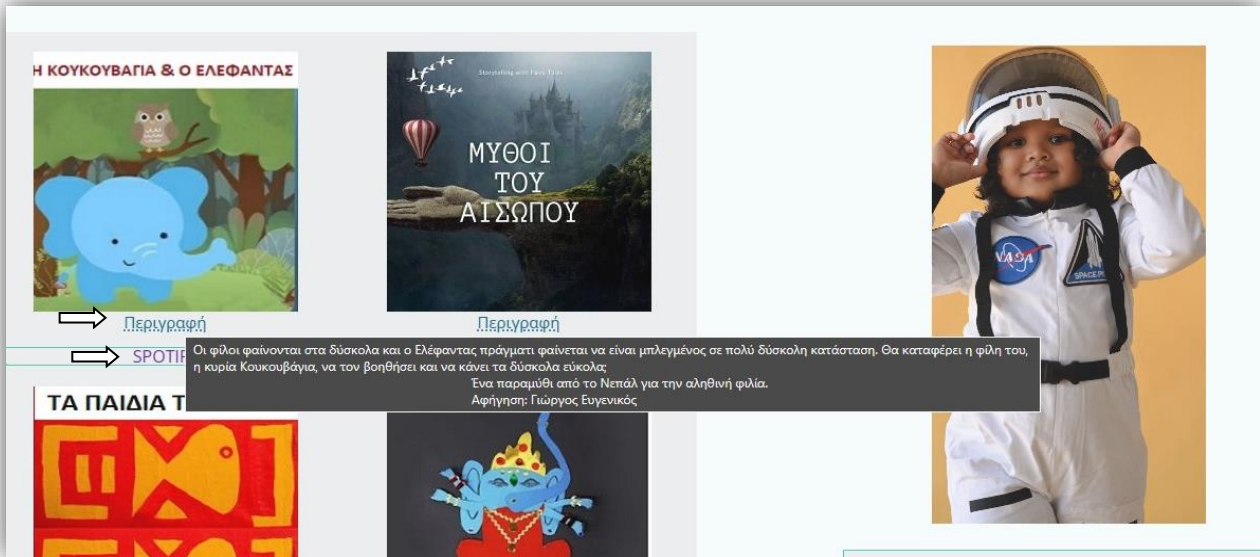 Η ΚΟΥΚΟΥΒΑΓΙΑ & Ο ΕΛΕΦΑΝΤΑΣ
Storytelling with Fairy Tales
ΜΥΘΟΙ
ΤΟΥ
ΑΙΣΩΠΟΥ
NASA
SPACE
Περιγραφή
Περιγραφή
SPOTIF
Οι φίλοι φαίνονται στα δύσκολα και ο Ελέφαντας πράγματι φαίνεται να είναι μπλεγμένος σε πολύ δύσκολη κατάσταση. Θα καταφέρει η φίλη του,
η κυρία Κουκουβάγια, να τον βοηθήσει και να κάνει τα δύσκολα εύκολα;
Ένα παραμύθι από το Νεπάλ για την αληθινή φιλία.
Αφήγηση: Γιώργος Ευγενικός
ΤΑ ΠΑΙΔΙΑ Τ